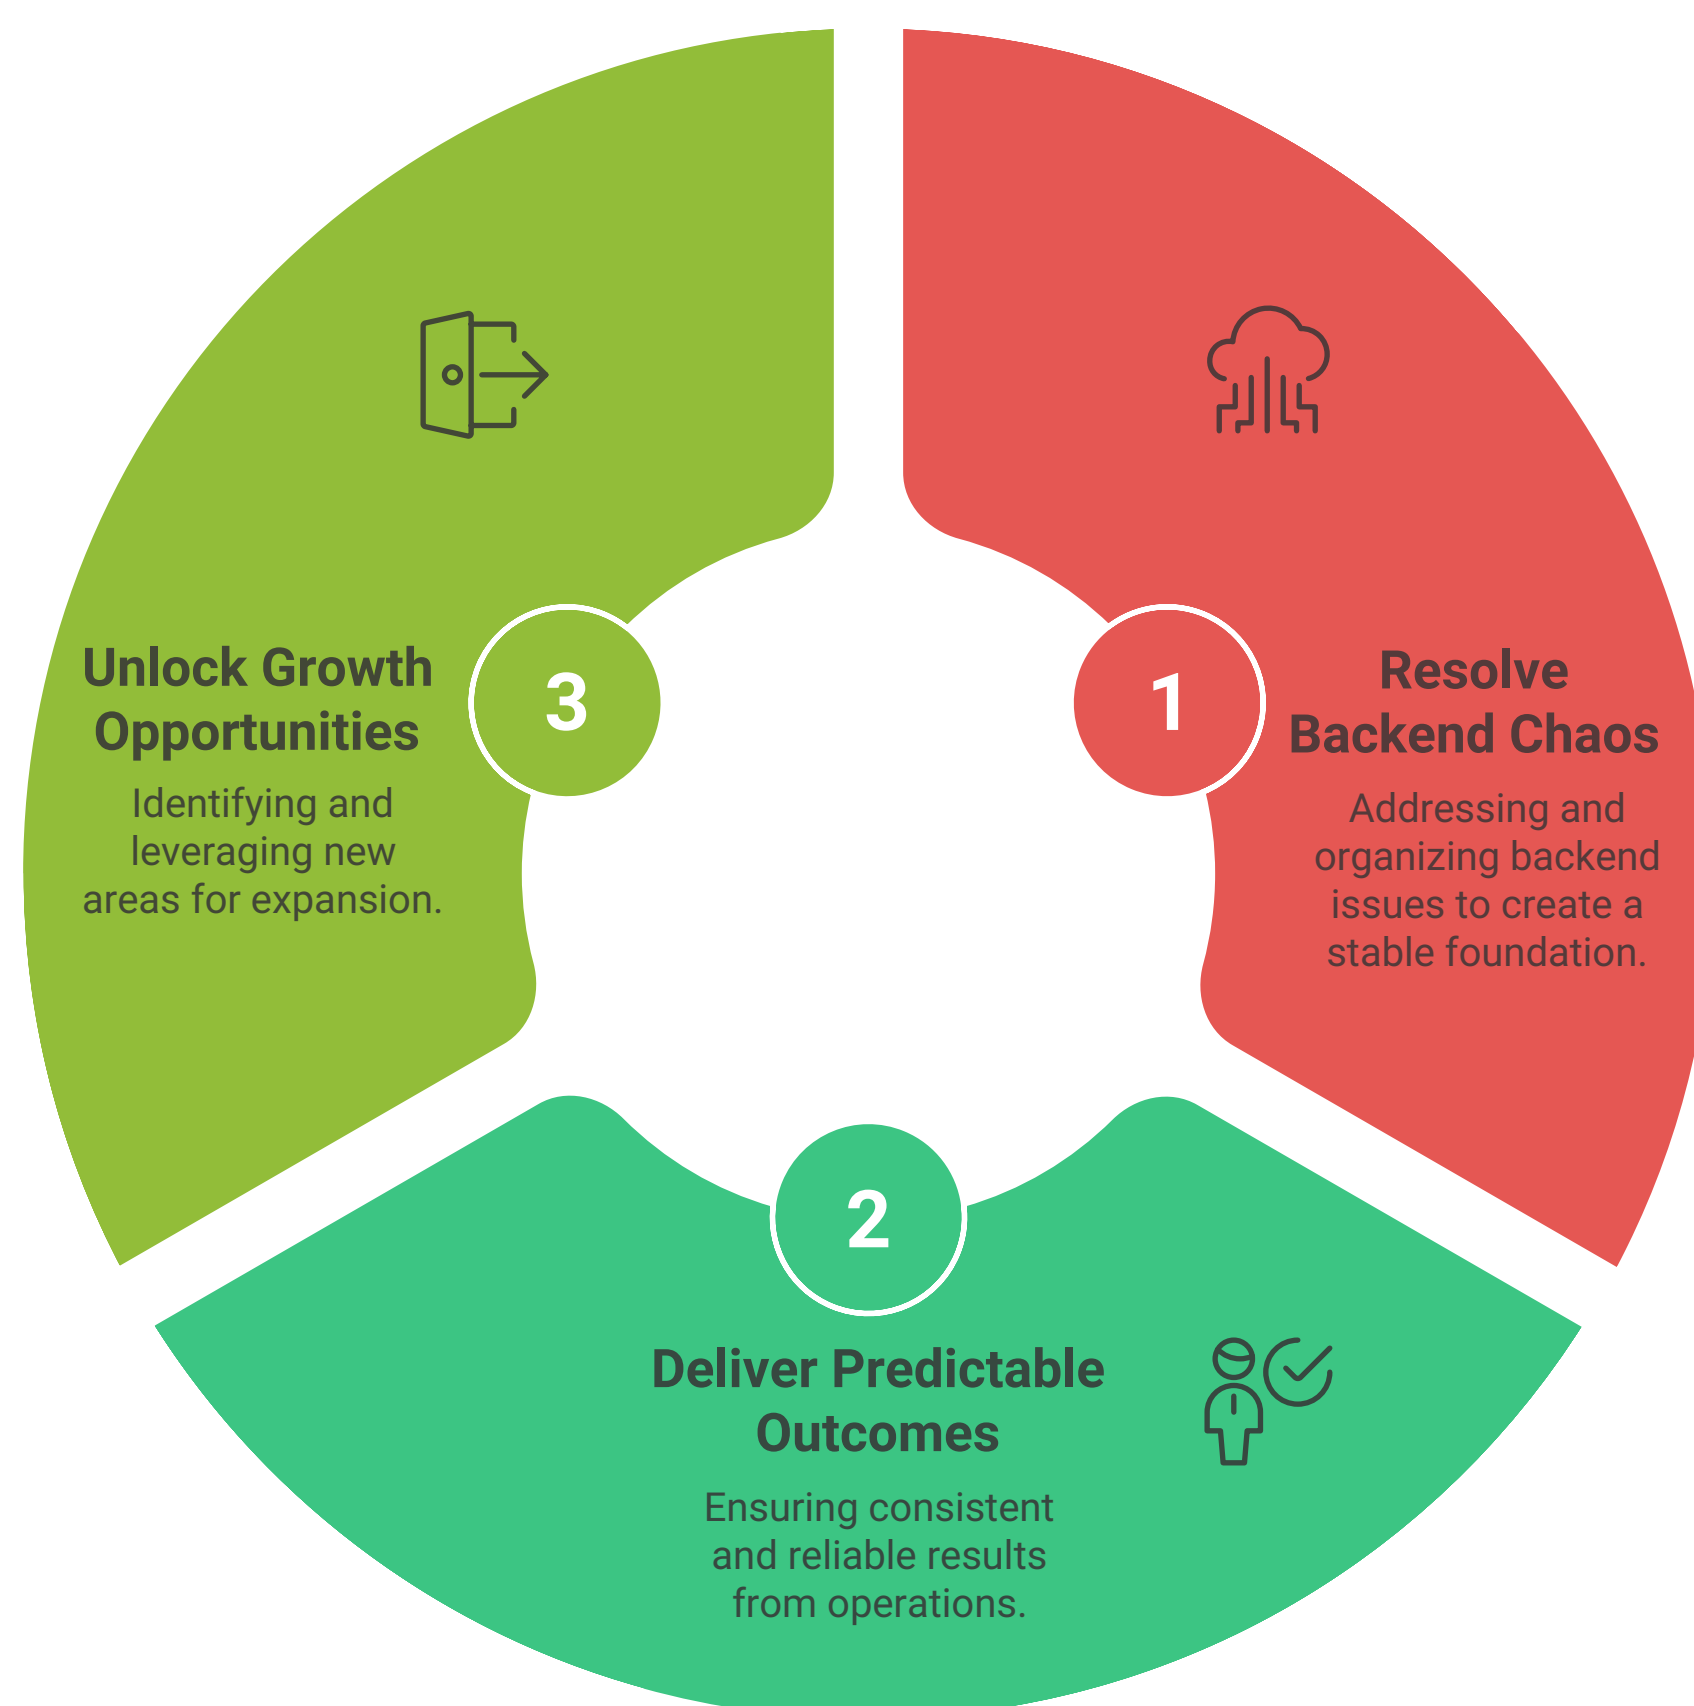 1
Resolve
Backend Chaos
Addressing and
organizing backend
issues to create a
stable foundation.
2
Deliver Predictable
Outcomes
Ensuring consistent
and reliable results
from operations.
3
Unlock Growth
Opportunities
Identifying and
leveraging new
areas for expansion.